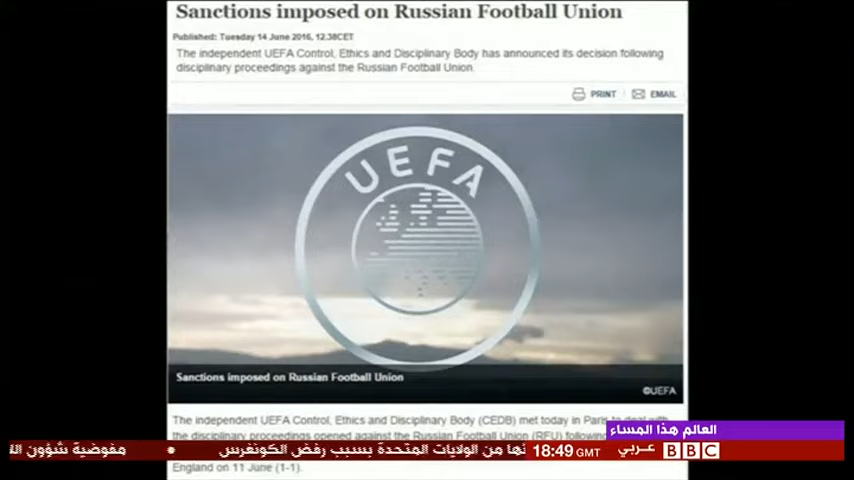 Sanctions imposed on Russian Football Union
Published: Tuesday 14 June 2016, 12.38CET
The independent UEFA Control, Ethics and Disciplinary Body has announced its decision following
disciplinary proceedings against the Russian Football Union.
PRINT EMAIL
UEFA
Sanctions imposed on Russian Football Union
©UEFA
The independent UEFA Control, Ethics and Disciplinary Body (CEDB) met today in Paris to deal with
the disciplinary proceedings opened against the Russian Football Union (RFU) following
العالم هذا المساء
BBC عربي
18:49 GMT
من الولايات المتحدة بسبب رفض الكونغرس • مفوضية شؤون
England on 11 June (1-1).